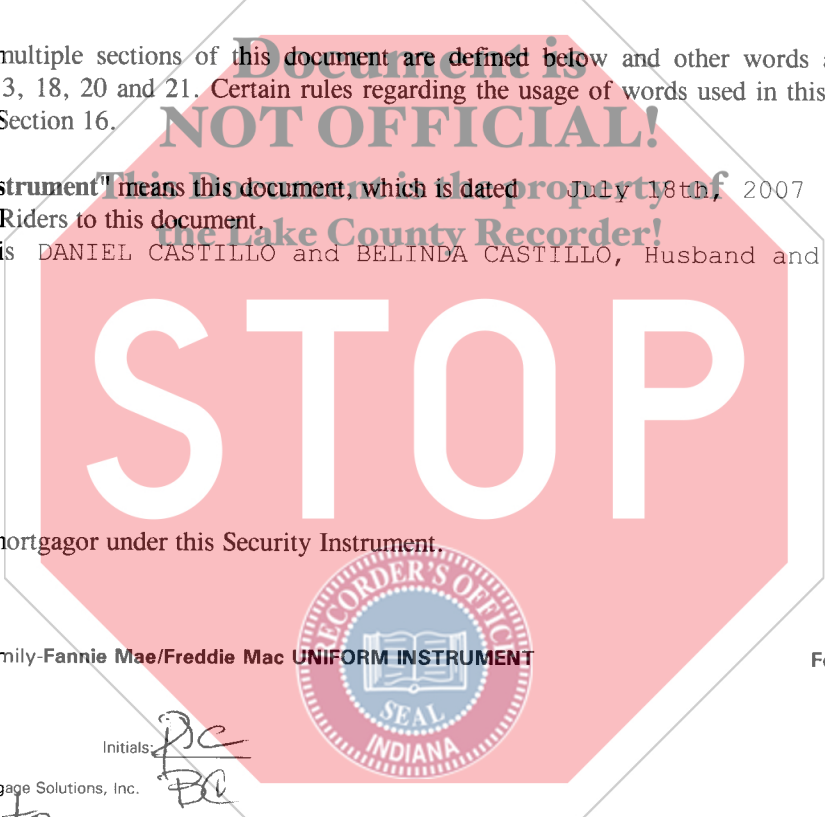 Document is
multiple sections of this document are defined below and other words
3, 18, 20 and 21. Certain rules regarding the usage of words used in this
NOT OFFICIAL!
Section 16.
strument" means this document, which is dated July 18th, 2007
This Document is the property of
Riders to this document.
the Lake County Recorder!
is DANIEL CASTILLO and BELINDA CASTILLO, Husband and
STOP
mortgagor under this Security Instrument.
RECORDER'S OFFIC
mily-Fannie Mae/Freddie Mac UNIFORM INSTRUMENT
SEAL
INDIANA
Initials: DC
gage Solutions, Inc. BC